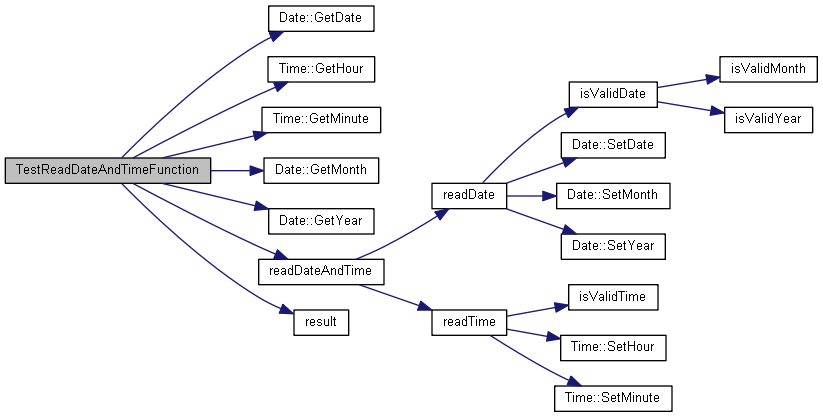 Date::GetDate
Time::GetHour
Time::GetMinute
TestReadDateAndTimeFunction
Date::GetMonth
Date::GetYear
readDateAndTime
result
readDate
readTime
isValidDate
Date::SetDate
Date::SetMonth
Date::SetYear
isValidTime
Time::SetHour
Time::SetMinute
isValidMonth
isValidYear